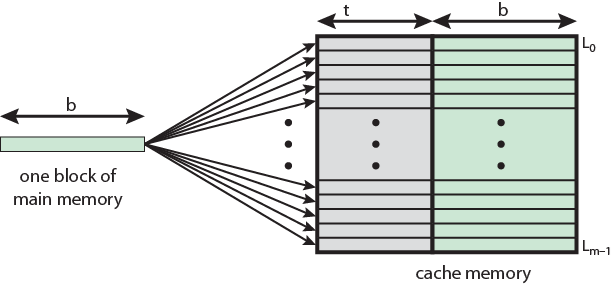 t
b
L0
b
one block of
main memory
Lm–1
cache memory